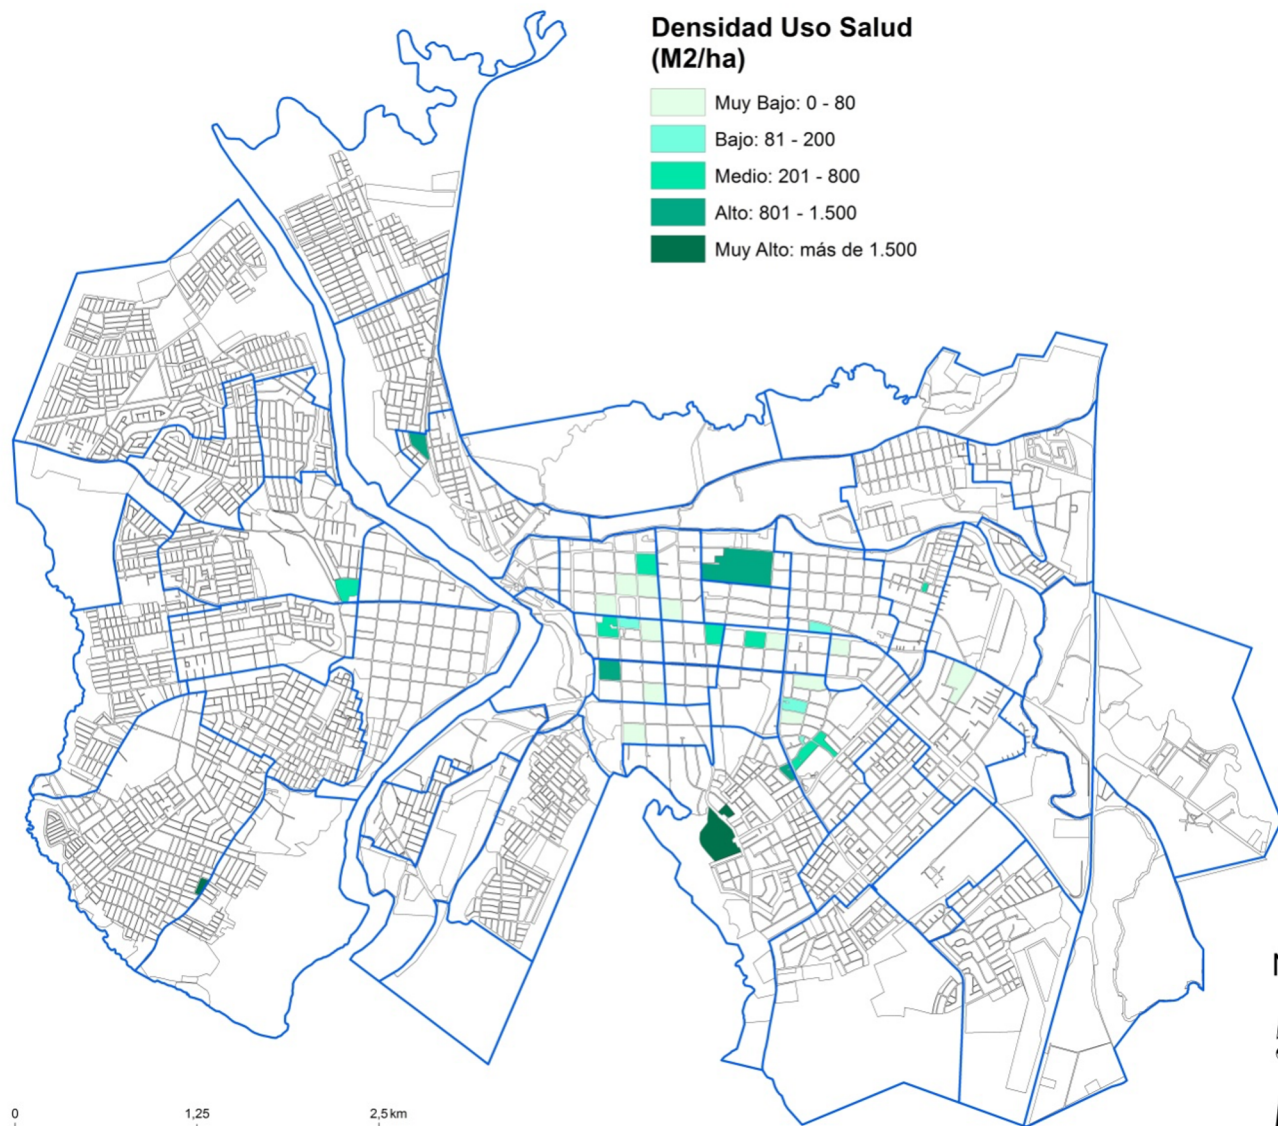 Densidad Uso Salud
(M2/ha)
Muy Bajo: 0 - 80
Bajo: 81 - 200
Medio: 201 - 800
Alto: 801 - 1.500
Muy Alto: más de 1.500
0 1,25 2,5 km